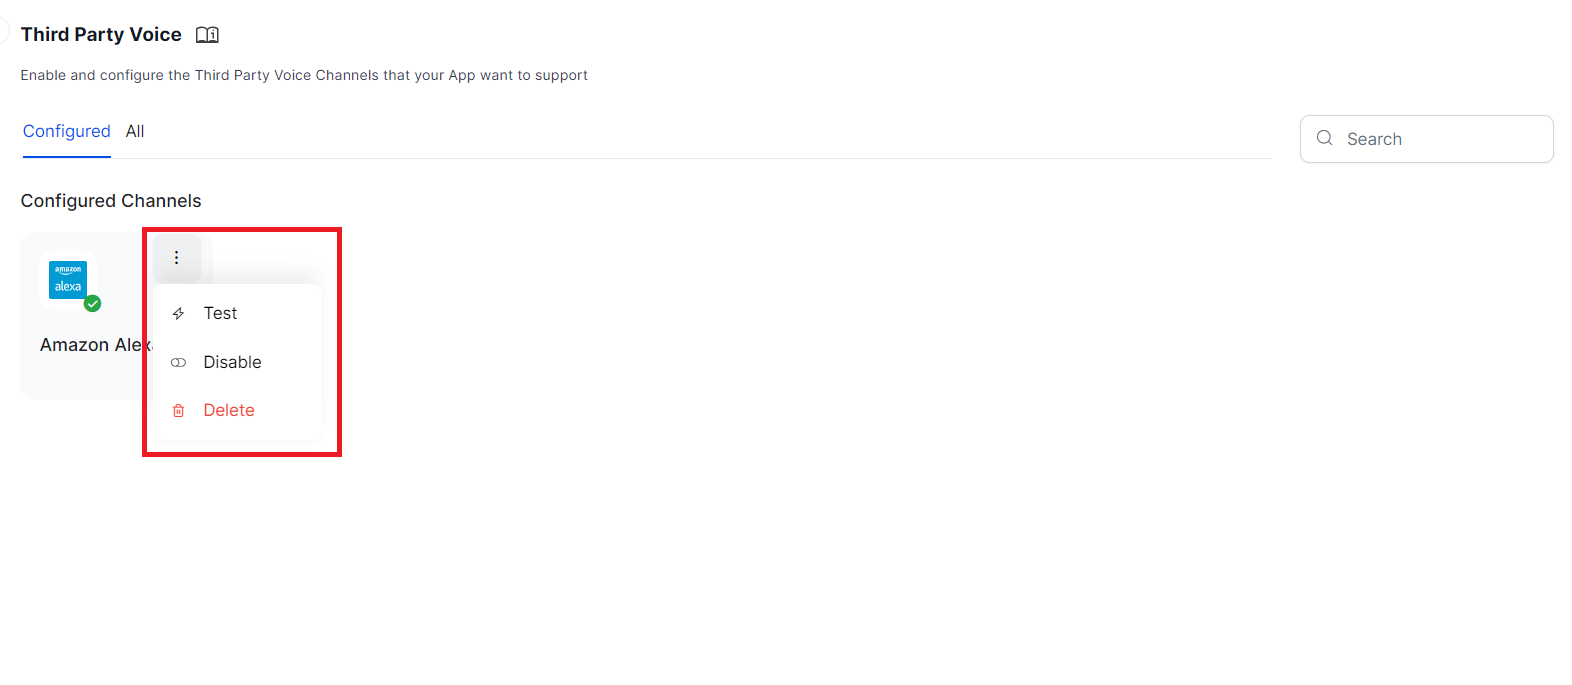 Third Party Voice
Enable and configure the Third Party Voice Channels that your App want to support
Configured All
Search
Configured Channels
amazon
alexa
Amazon Alexa
Test
Disable
Delete